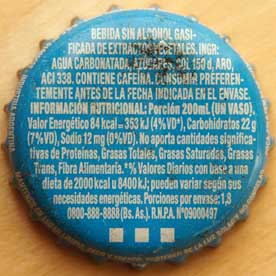 BEBIDA SIN ALCOHOL GASI-
FICADA DE EXTRACTOS VEGETALES. INGR:
AGUA CARBONATADA, AZÚCARES, COL 150 d, ARO,
ACI 338. CONTIENE CAFEÍNA. CONSUMIR PREFEREN-
TEMENTE ANTES DE LA FECHA INDICADA EN EL ENVASE.
INFORMACIÓN NUTRICIONAL: Porción 200mL (UN VASO).
Valor Energético 84 kcal= 353 kJ (4%VD*), Carbohidratos 22 g
(7%VD), Sodio 12 mg (0%VD). No aporta cantidades significa-
tivas de Proteínas, Grasas Totales, Grasas Saturadas, Grasas
Trans, Fibra Alimentaria. *% Valores Diarios con base a una
dieta de 2000 kcal u 8400 kJ; pueden variar según sus
necesidades energéticas. Porciones por envase: 1,3
0800-888-8888 (Bs. As.). R.N.P.A. Nº09000497